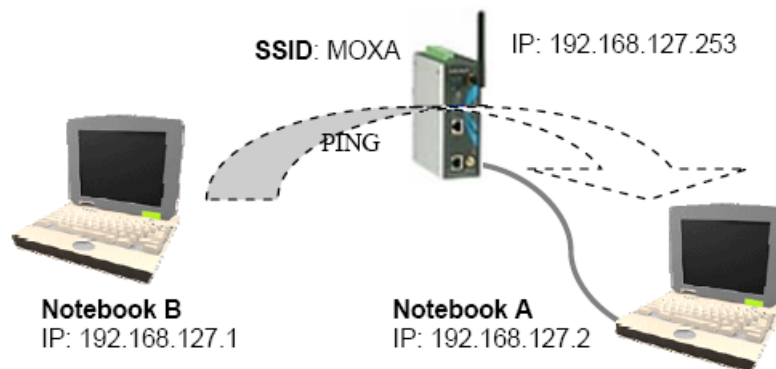 SSID: MOXA
IP: 192.168.127.253
PING
Notebook B
IP: 192.168.127.1
Notebook A
IP: 192.168.127.2